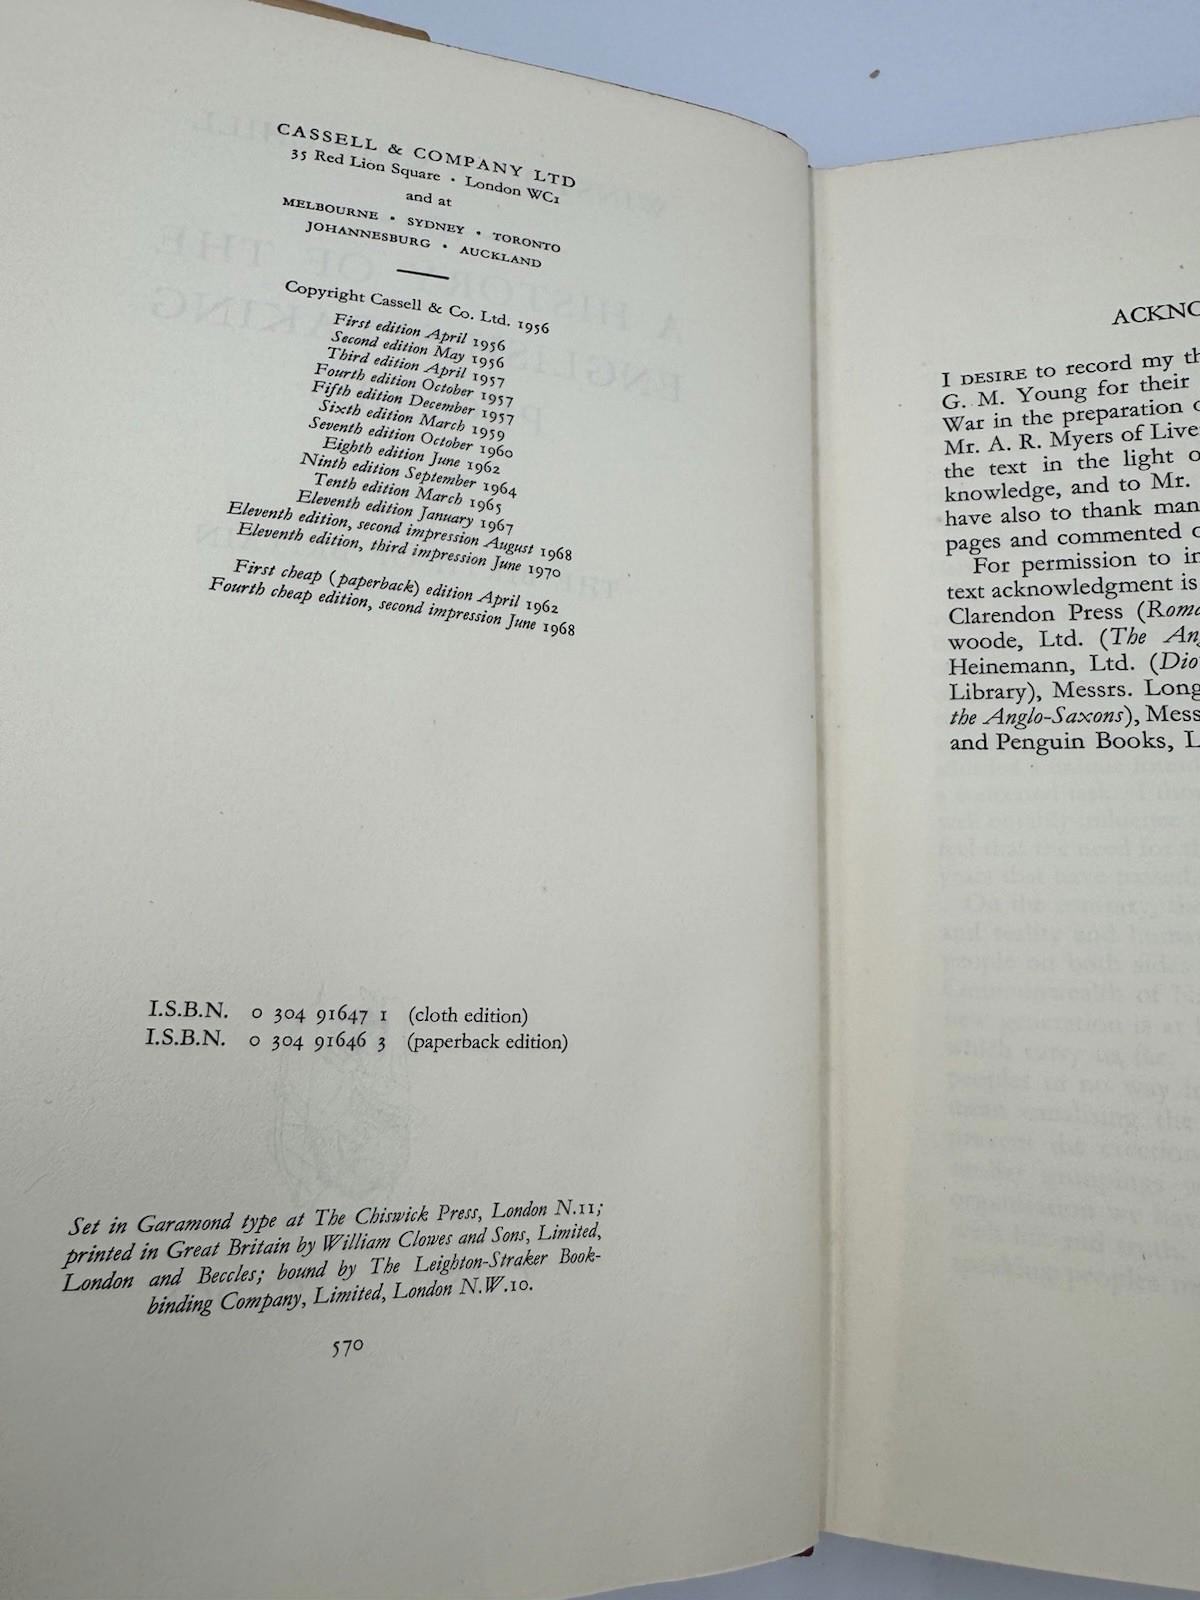 CASSELL & COMPANY LTD
35 Red Lion Square · London WC1
and at
MELBOURNE · SYDNEY · TORONTO
JOHANNESBURG · AUCKLAND
Copyright Cassell & Co. Ltd. 1956
First edition April 1956
Second edition May 1956
Third edition April 1957
Fourth edition October 1957
Fifth edition December 1957
Sixth edition March 1959
Seventh edition October 1960
Eighth edition June 1962
Ninth edition September 1964
Tenth edition March 1965
Eleventh edition January 1967
Eleventh edition, second impression August 1968
Eleventh edition, third impression June 1970
First cheap (paperback) edition April 1962
Fourth cheap edition, second impression June 1968
I.S.B.N. 0 304 91647 1 (cloth edition)
I.S.B.N. 0 304 91646 3 (paperback edition)
Set in Garamond type at The Chiswick Press, London N.11;
printed in Great Britain by William Clowes and Sons, Limited,
London and Beccles; bound by The Leighton-Straker Book-
binding Company, Limited, London N.W.10.
570
ACKNO
I DESIRE to record my th
G. M. Young for their
War in the preparation o
Mr. A. R. Myers of Live
the text in the light o
knowledge, and to Mr.
have also to thank man
pages and commented o
For permission to in
text acknowledgment is
Clarendon Press (Roma
woode, Ltd. (The Ang
Heinemann, Ltd. (Dio
Library), Messrs. Long
the Anglo-Saxons), Mess
and Penguin Books, L